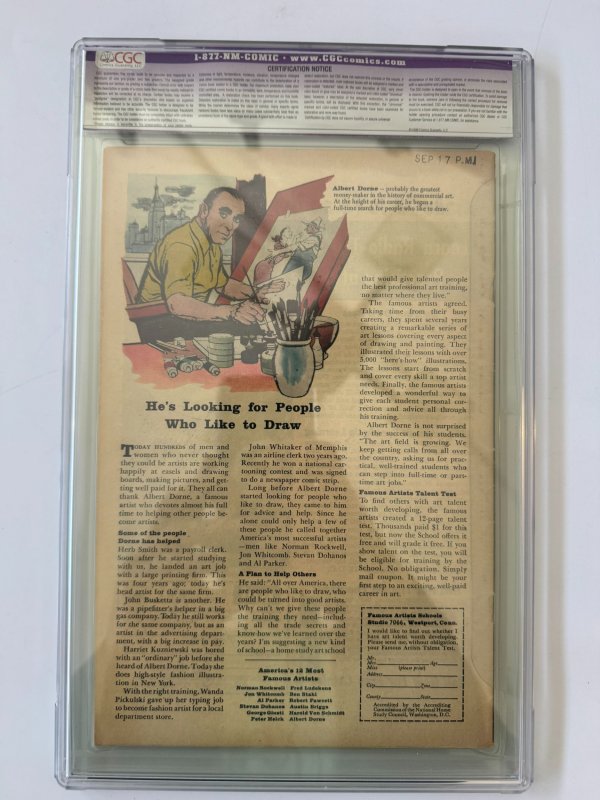 CGC
1-877-NM-COMIC • www.CGCcomics.com
CERTIFICATION NOTICE
SEP 17 P.M.
Albert Dorne — probably the greatest
money-maker in the history of commercial art.
At the height of his career, he began a
full-time search for people who like to draw.
He's Looking for People
Who Like to Draw
TODAY HUNDREDS of men and
women who never thought
they could be artists are working
happily at easels and drawing
boards, making pictures, and get-
ting well paid for it. They all can
thank Albert Dorne, a famous
artist who devotes almost his full
time to helping other people be-
come artists.
Some of the people
Dorne has helped
Herb Smith was a payroll clerk.
Soon after he started studying
with us, he landed an art job
with a large printing firm. This
was four years ago; today he's
head artist for the same firm.
John Busketta is another. He
was a pipefitter's helper in a big
gas company. Today he still works
for the same company, but as an
artist in the advertising depart-
ment, with a big increase in pay.
Harriet Kuzniewski was bored
with an "ordinary" job before she
heard of Albert Dorne. Today she
does high-style fashion illustra-
tion in New York.
With the right training, Wanda
Pickulski gave up her typing job
to become fashion artist for a local
department store.
John Whitaker of Memphis
was an airline clerk two years ago.
Recently he won a national car-
tooning contest and was signed
to do a newspaper comic strip.
Long before Albert Dorne
started looking for people who
like to draw, they came to him
for advice and help. Since he
alone could only help a few of
these people he called together
America's most successful artists
—men like Norman Rockwell,
Jon Whitcomb, Stevan Dohanos
and Al Parker.
A Plan to Help Others
He said: "All over America, there
are people who like to draw, who
could be turned into good artists.
Why can't we give these people
the training they need—includ-
ing all the trade secrets and
know-how we've learned over the
years? I'm suggesting a new kind
of school—a home study art school
America's 12 Most
Famous Artists
Norman Rockwell Fred Ludekens
Jon Whitcomb Ben Stahl
Al Parker Robert Fawcett
Stevan Dohanos Austin Briggs
George Giusti Harold Von Schmidt
Peter Helck Albert Dorne
that would give talented people
the best professional art training,
no matter where they live."
The famous artists agreed.
Taking time from their busy
careers, they spent several years
creating a remarkable series of
art lessons covering every aspect
of drawing and painting. They
illustrated their lessons with over
5,000 "here's-how" illustrations.
The lessons start from scratch
and cover every skill a top artist
needs. Finally, the famous artists
developed a wonderful way to
give each student personal cor-
rection and advice all through
his training.
Albert Dorne is not surprised
by the success of his students.
"The art field is growing. We
keep getting calls from all over
the country, asking us for prac-
tical, well-trained students who
can step into full-time or part-
time art jobs."
Famous Artists Talent Test
To find others with art talent
worth developing, the famous
artists created a 12-page talent
test. Thousands paid $1 for this
test, but now the School offers it
free and will grade it free. If you
show talent on the test, you will
be eligible for training by the
School. No obligation. Simply
mail coupon. It might be your
first step to an exciting, well-paid
career in art.
Famous Artists Schools
Studio 7066, Westport, Conn.
I would like to find out whether I
have art talent worth developing.
Please send me, without obligation,
your Famous Artists Talent Test.
Mr.
Mrs. Age
Miss (please print)
Address
City Zone
County State
Accredited by the Accrediting
Commission of the National Home
Study Council, Washington, D.C.